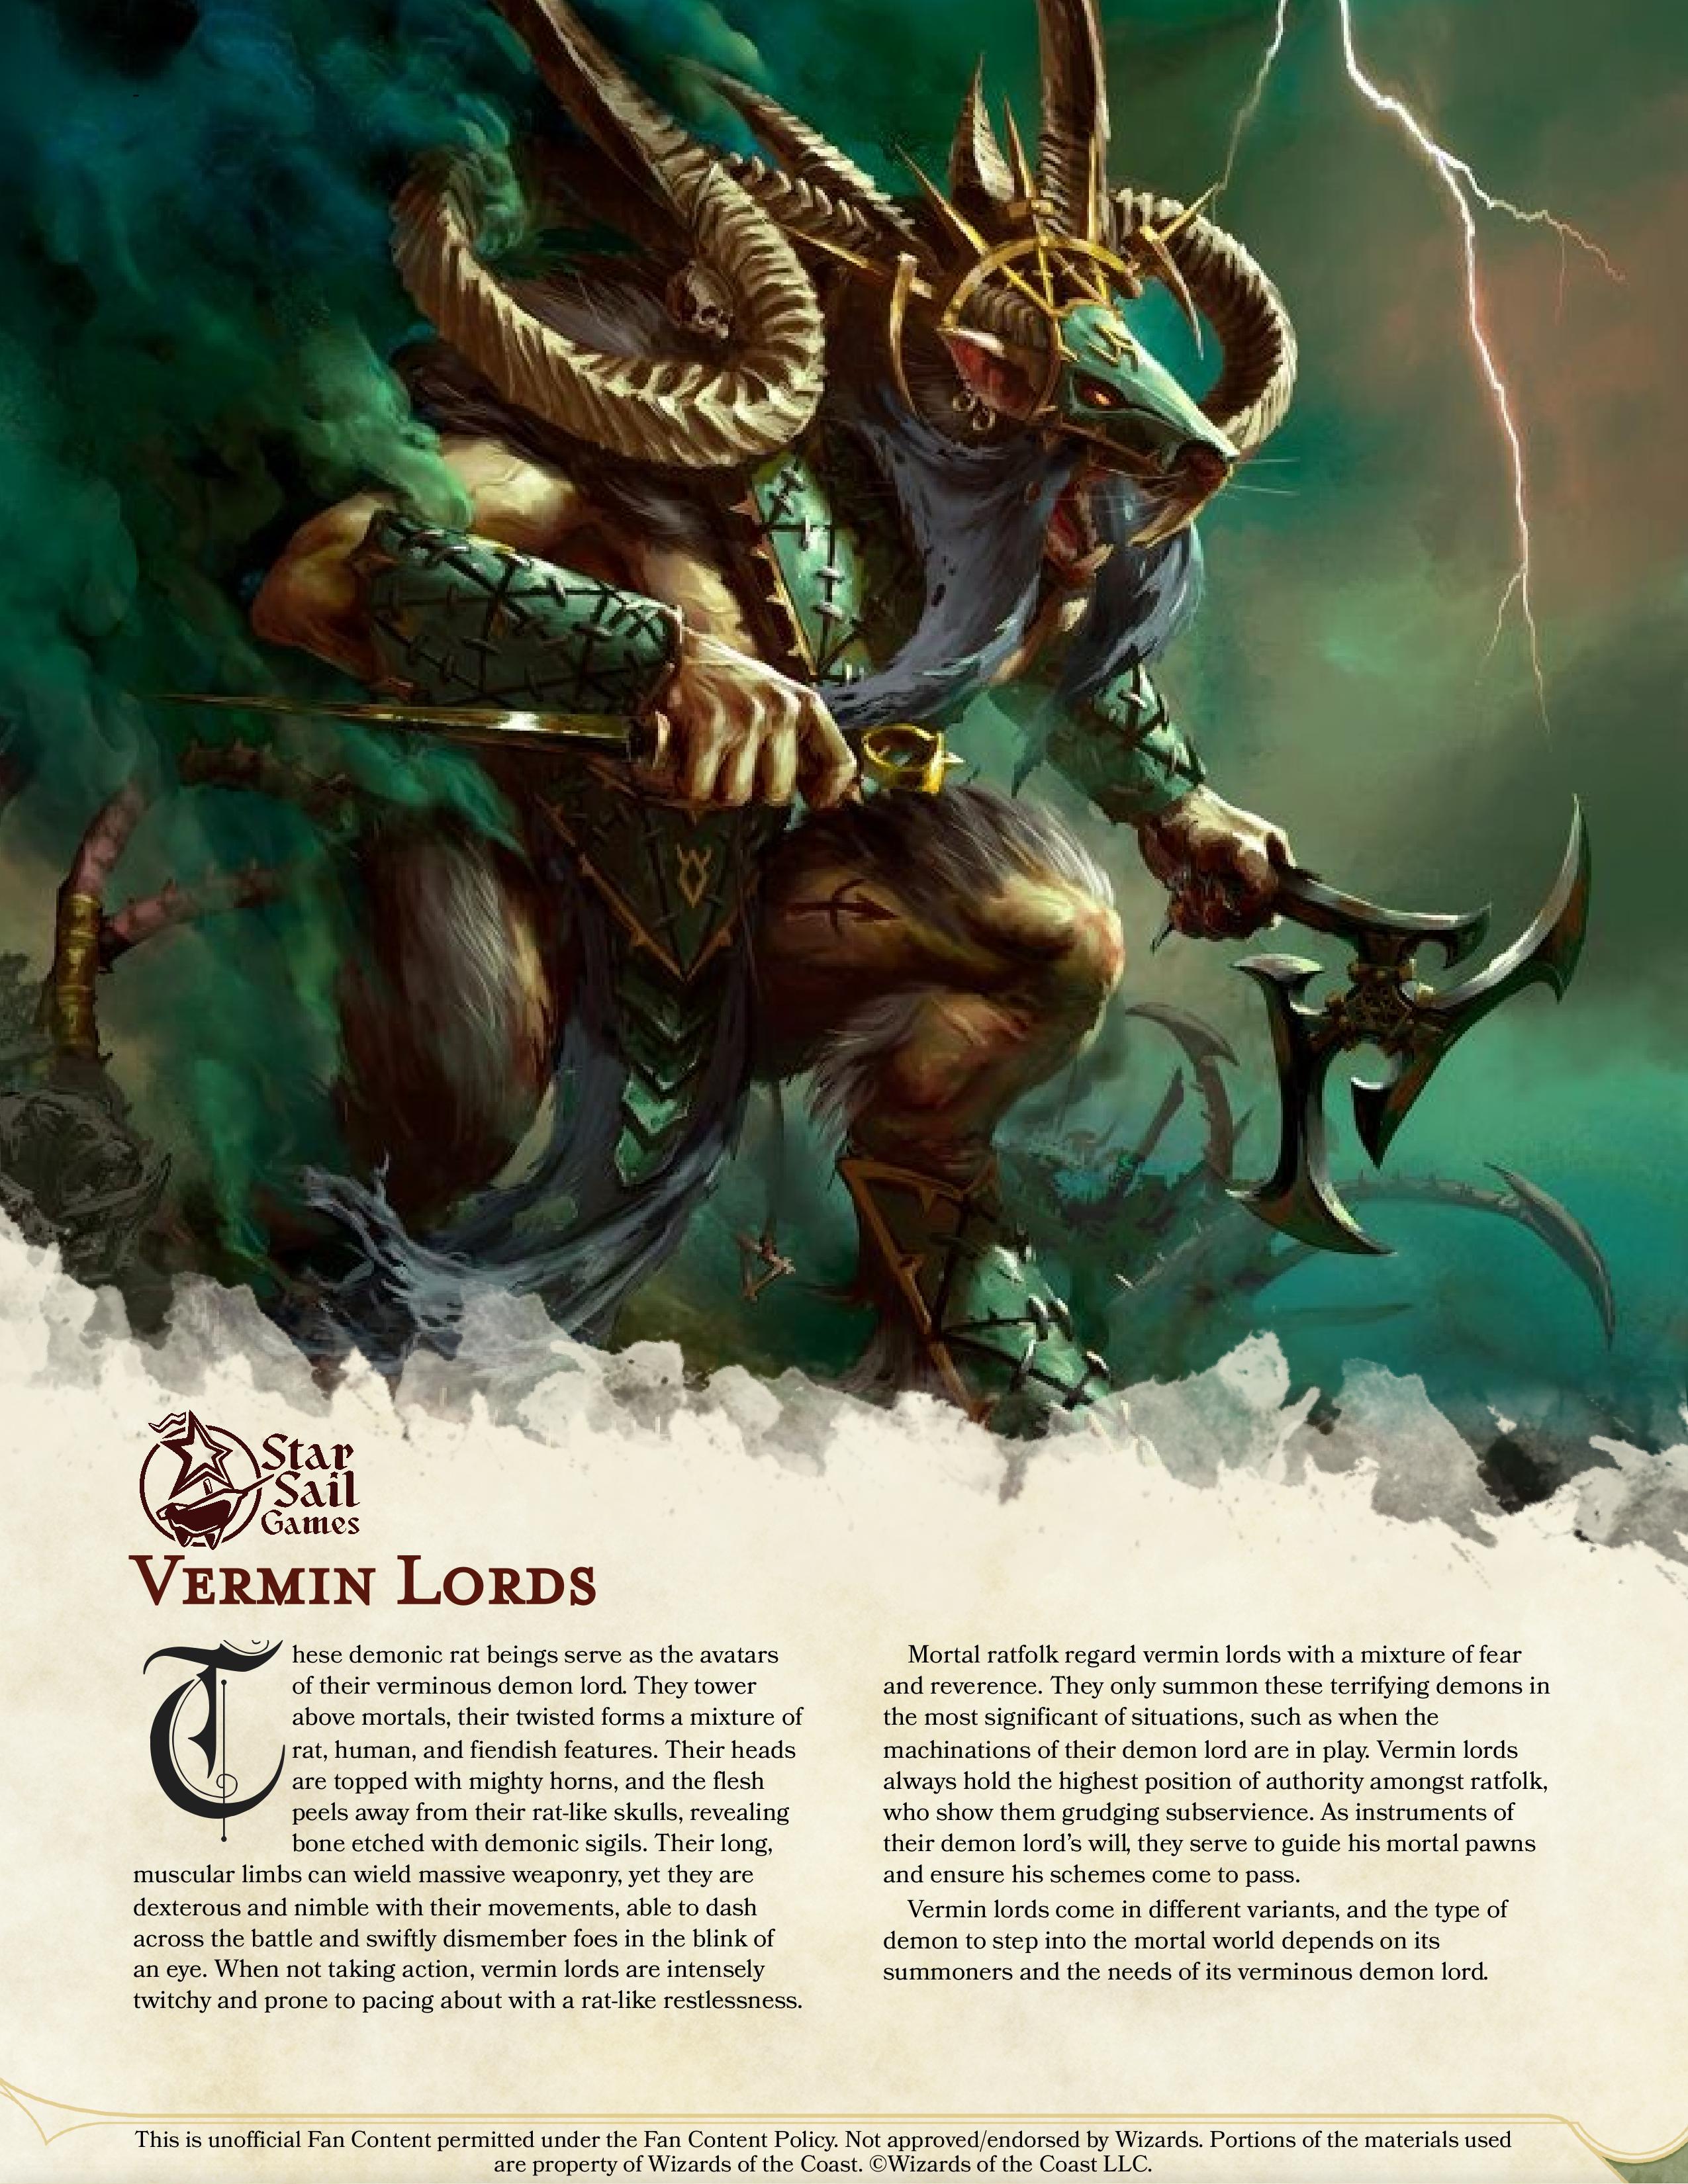 Star
Sail
Games
Vermin Lords
These demonic rat beings serve as the avatars
of their verminous demon lord. They tower
above mortals, their twisted forms a mixture of
rat, human, and fiendish features. Their heads
are topped with mighty horns, and the flesh
peels away from their rat-like skulls, revealing
bone etched with demonic sigils. Their long,
muscular limbs can wield massive weaponry, yet they are
dexterous and nimble with their movements, able to dash
across the battle and swiftly dismember foes in the blink of
an eye. When not taking action, vermin lords are intensely
twitchy and prone to pacing about with a rat-like restlessness.
Mortal ratfolk regard vermin lords with a mixture of fear
and reverence. They only summon these terrifying demons in
the most significant of situations, such as when the
machinations of their demon lord are in play. Vermin lords
always hold the highest position of authority amongst ratfolk,
who show them grudging subservience. As instruments of
their demon lord's will, they serve to guide his mortal pawns
and ensure his schemes come to pass.
Vermin lords come in different variants, and the type of
demon to step into the mortal world depends on its
summoners and the needs of its verminous demon lord.
This is unofficial Fan Content permitted under the Fan Content Policy. Not approved/endorsed by Wizards. Portions of the materials used
are property of Wizards of the Coast. ©Wizards of the Coast LLC.